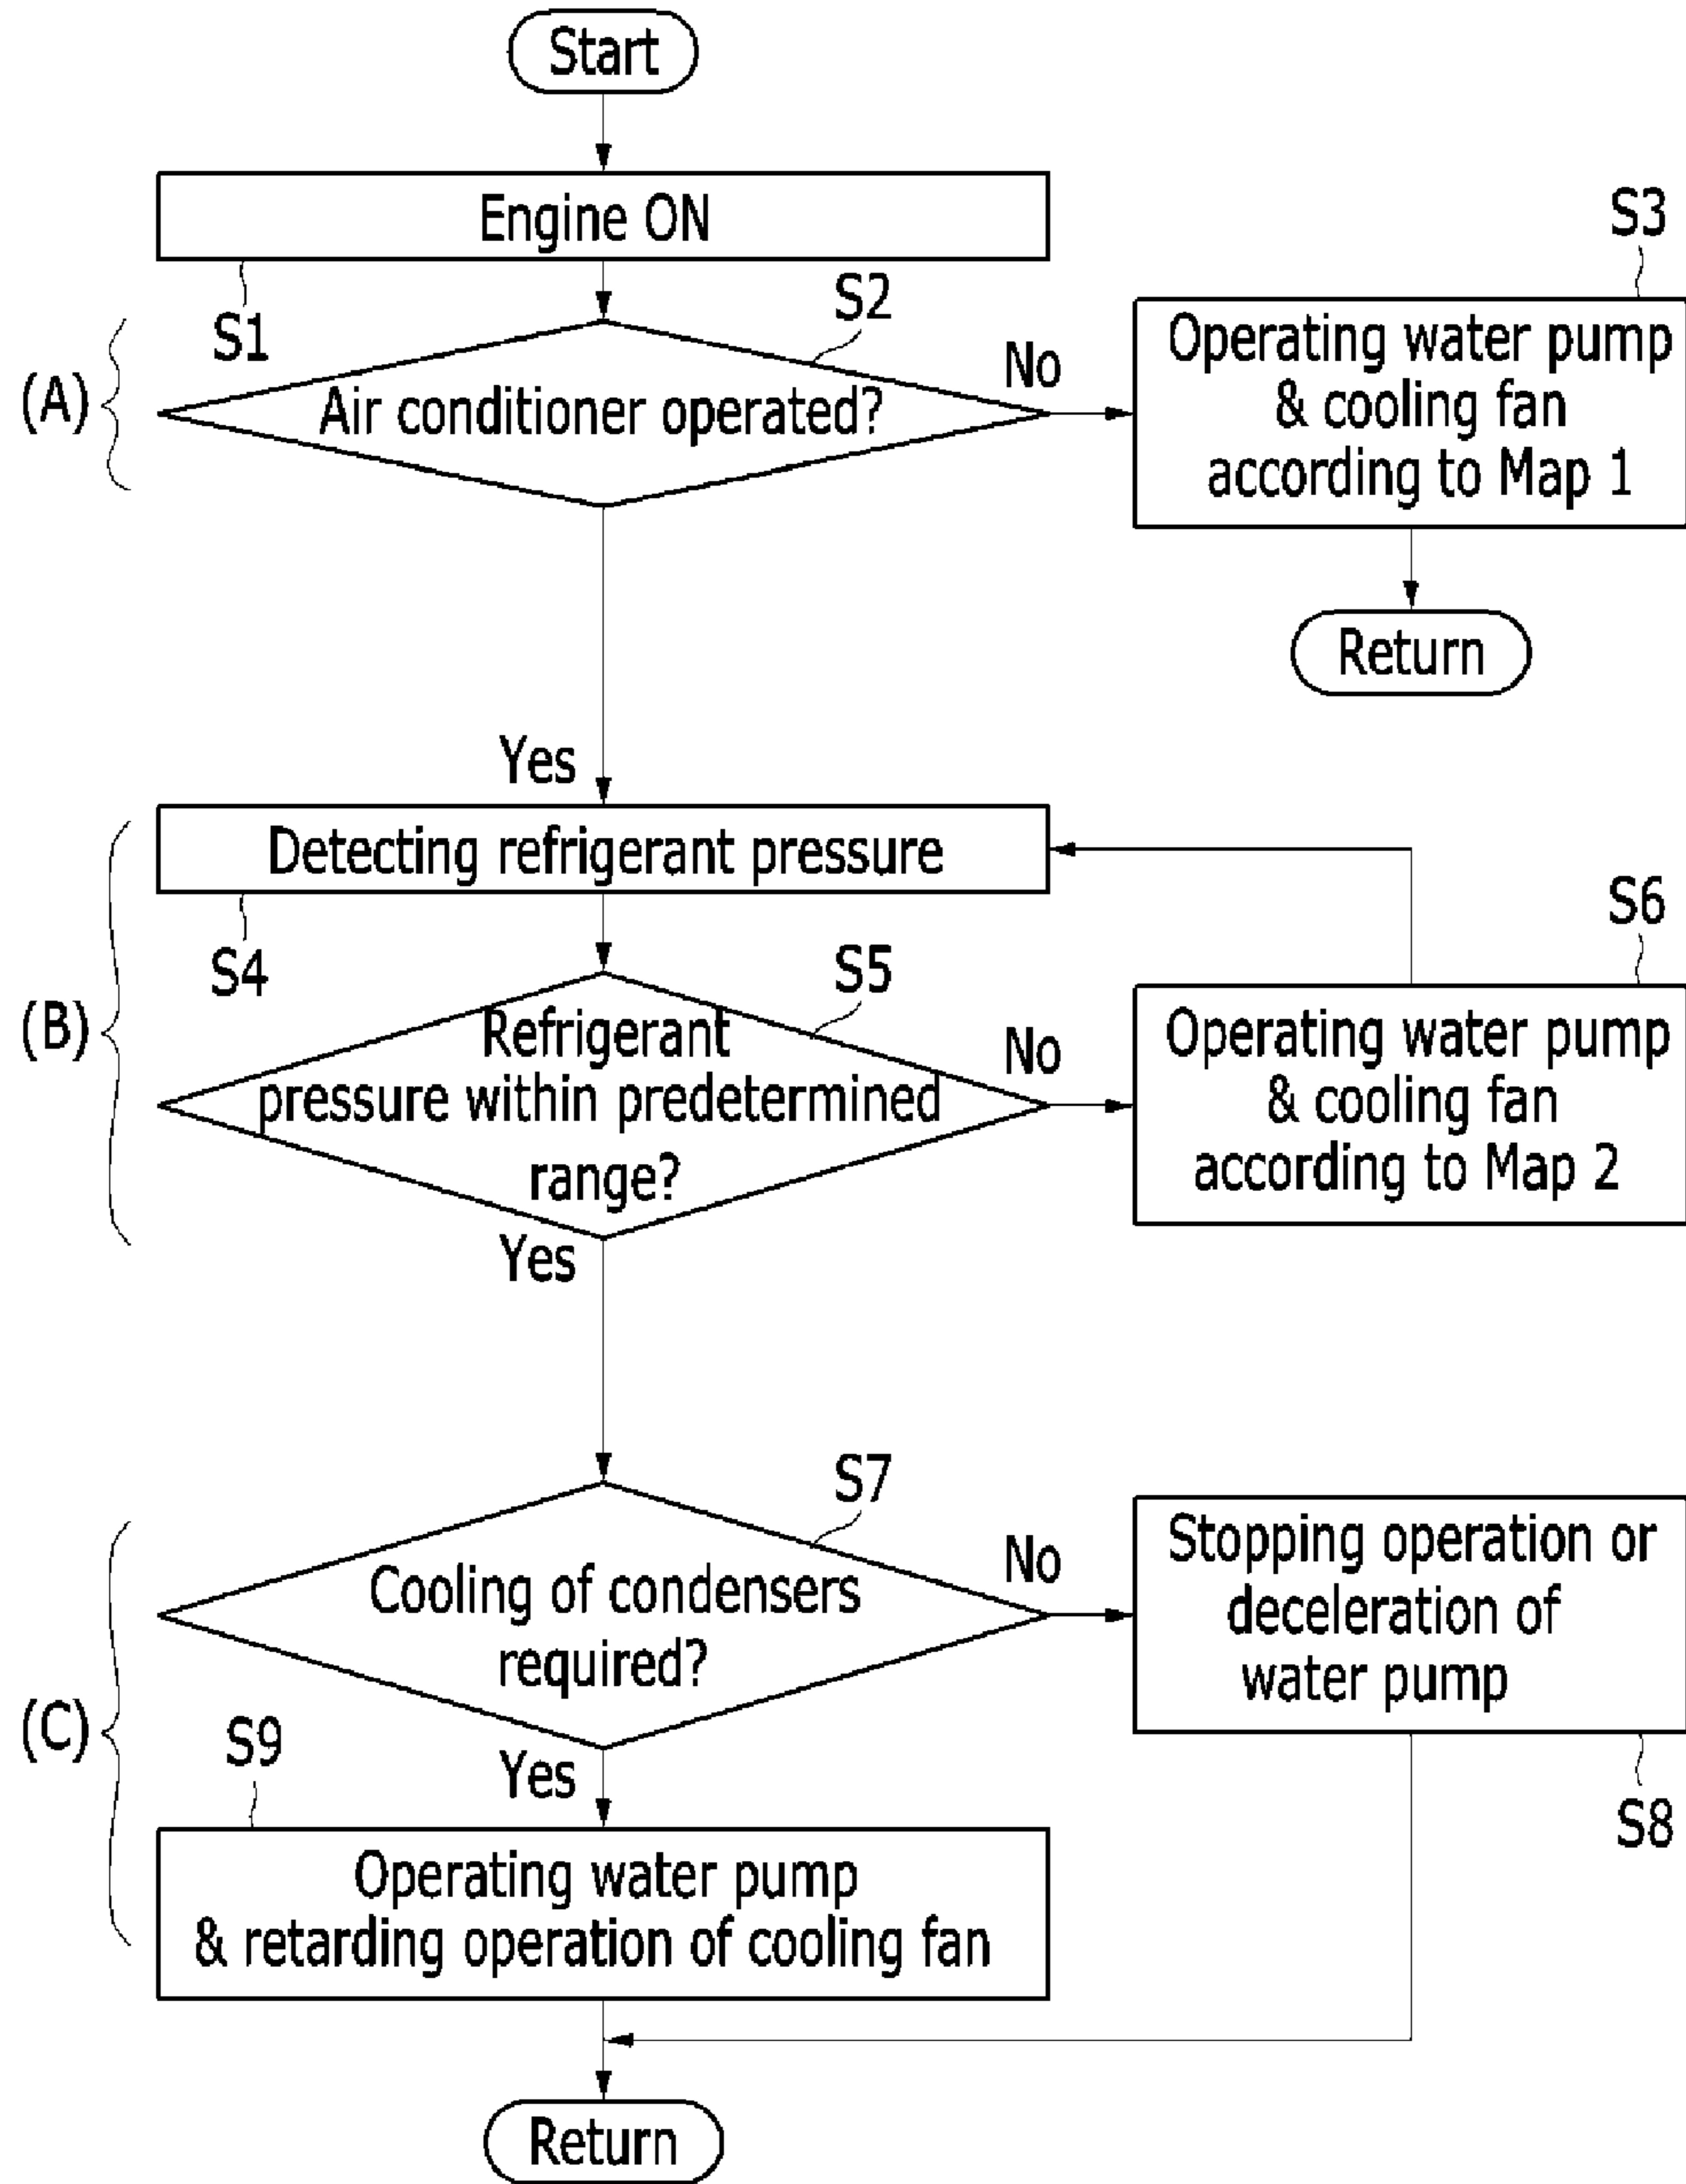 Start
Engine ON
S1
S2
S3
(A)
Air conditioner operated?
No
Operating water pump
& cooling fan
according to Map 1
Return
Yes
Detecting refrigerant pressure
S4
S5
S6
(B)
Refrigerant
pressure within predetermined
range?
No
Operating water pump
& cooling fan
according to Map 2
Yes
S7
(C)
Cooling of condensers
required?
No
Stopping operation or
deceleration of
water pump
S8
Yes
S9
Operating water pump
& retarding operation of cooling fan
Return